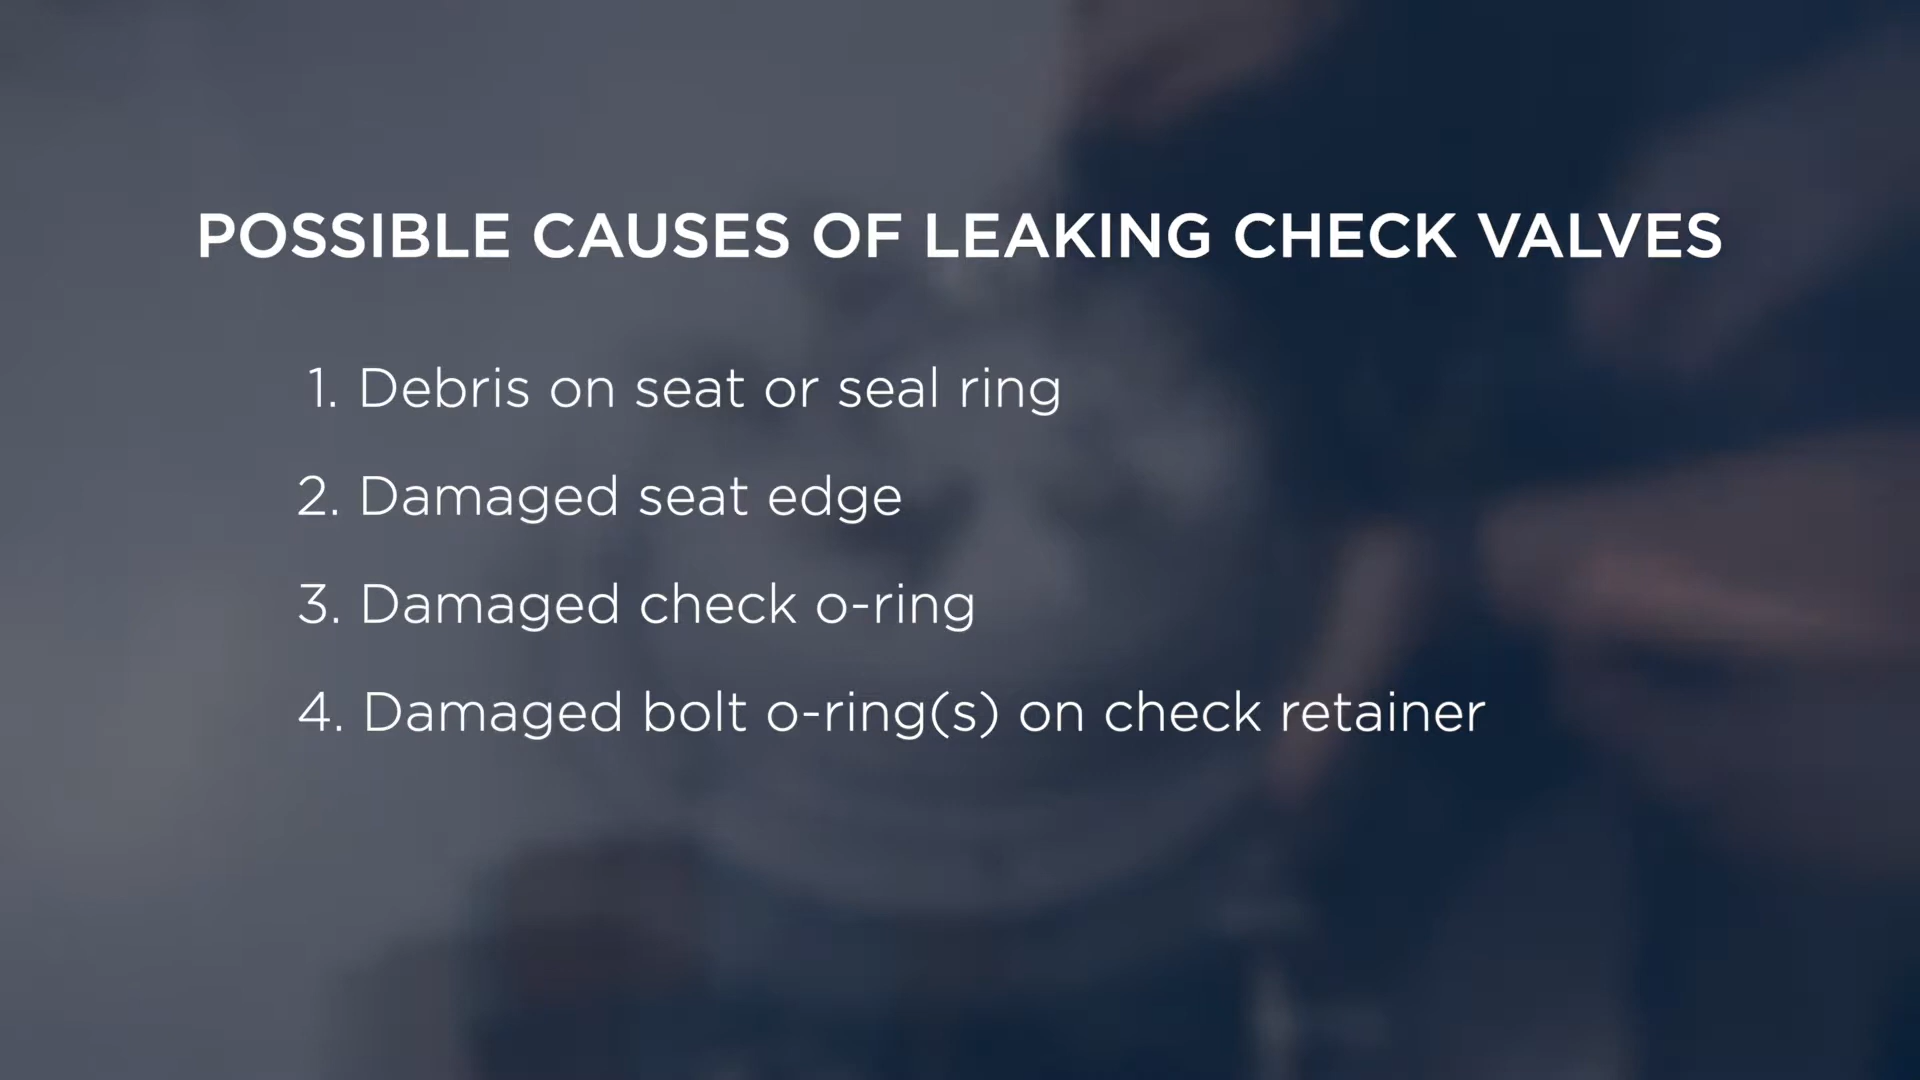 POSSIBLE CAUSES OF LEAKING CHECK VALVES
1. Debris on seat or seal ring
2. Damaged seat edge
3. Damaged check o-ring
4. Damaged bolt o-ring(s) on check retainer